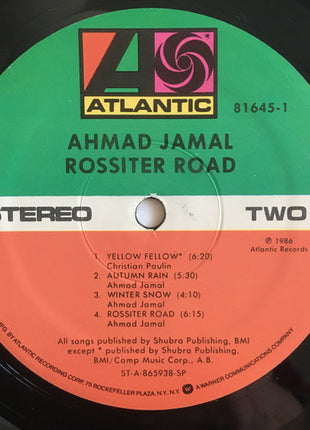 ATLANTIC
81645-1
AHMAD JAMAL
ROSSITER ROAD
STEREO
TWO
℗ 1986
Atlantic Records
1. YELLOW FELLOW* (6:20)
Christian Paulin
2. AUTUMN RAIN (5:30)
Ahmad Jamal
3. WINTER SNOW (4:10)
Ahmad Jamal
4. ROSSITER ROAD (6:15)
Ahmad Jamal
All songs published by Shubra Publishing, BMI
except * published by Shubra Publishing,
BMI/Camp Music Corp., A.B.
ST-A-865938-SP
MFG. BY ATLANTIC RECORDING CORP. 75 ROCKEFELLER PLAZA, N.Y. N.Y. A WARNER COMMUNICATIONS COMPANY